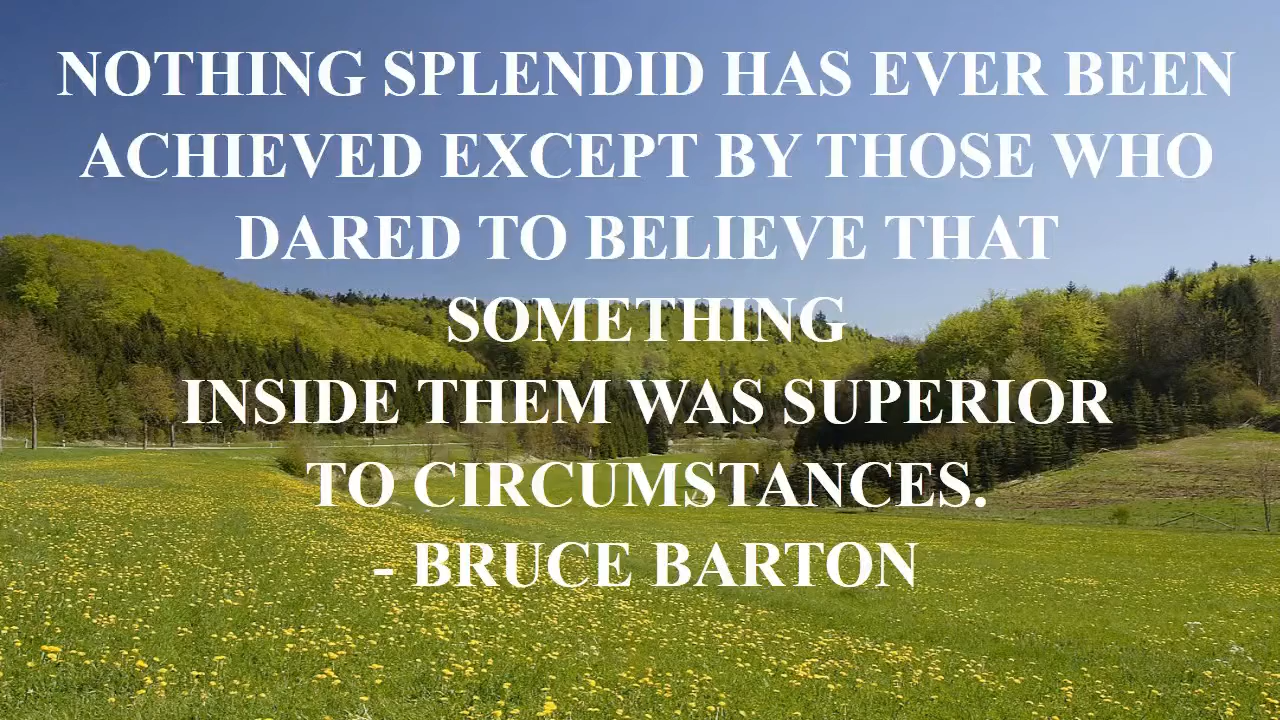 NOTHING SPLENDID HAS EVER BEEN
ACHIEVED EXCEPT BY THOSE WHO
DARED TO BELIEVE THAT
SOMETHING
INSIDE THEM WAS SUPERIOR
TO CIRCUMSTANCES.
- BRUCE BARTON